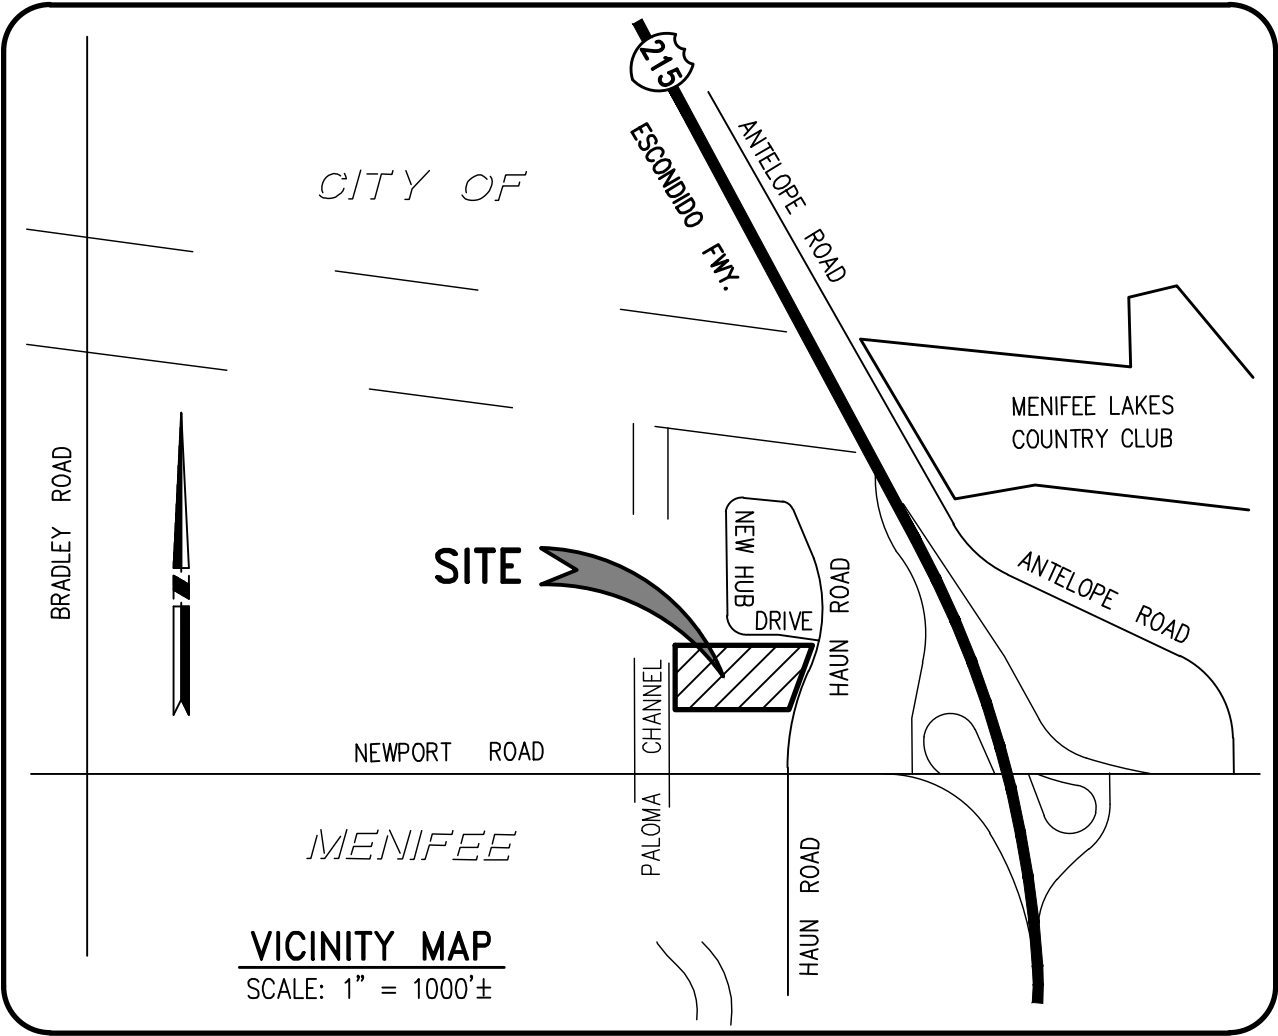 215
ESCONDIDO FWY.
ANTELOPE ROAD
CITY OF
MENIFEE LAKES
COUNTRY CLUB
BRADLEY ROAD
NEW HUB
DRIVE
SITE
HAUN ROAD
ANTELOPE ROAD
PALOMA CHANNEL
NEWPORT ROAD
MENIFEE
HAUN ROAD
VICINITY MAP
SCALE: 1" = 1000'±